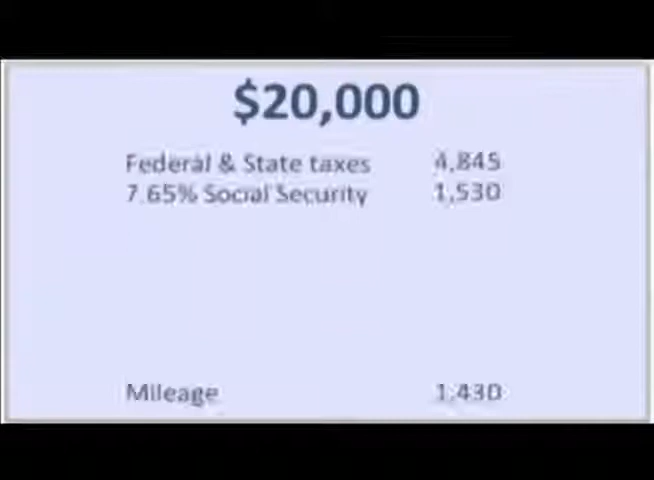 $20,000
Federal & State taxes 4,845
7.65% Social Security 1,530
Mileage 1,430